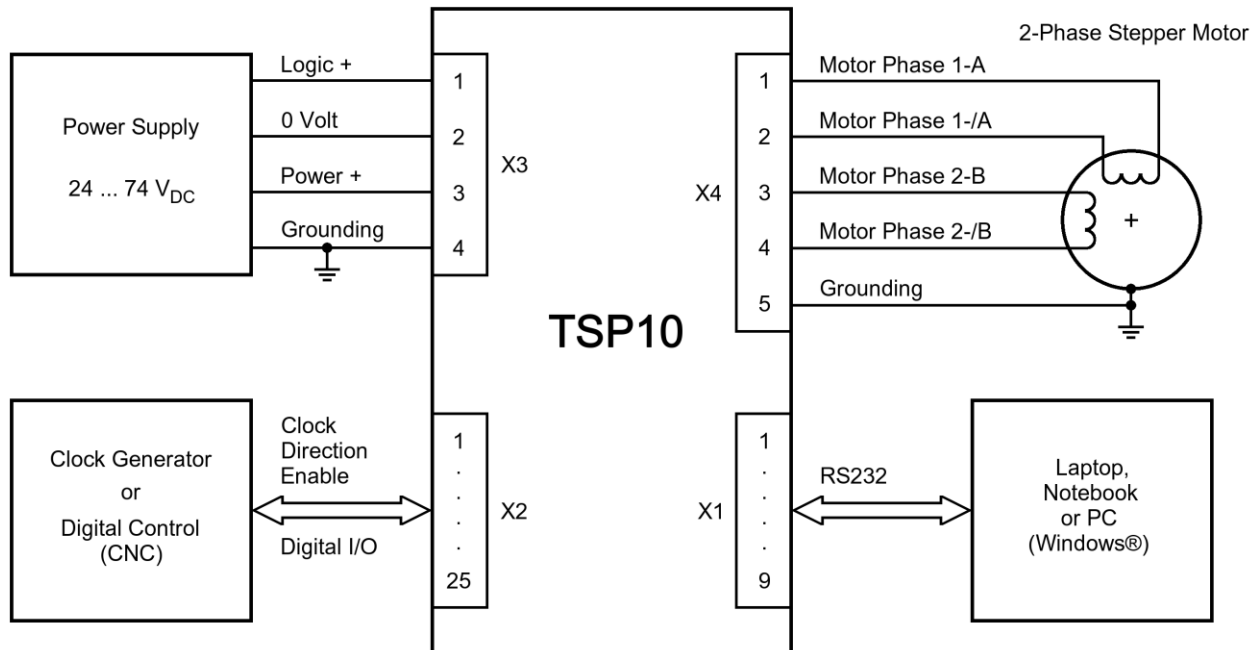 2-Phase Stepper Motor
Power Supply
24 ... 74 VDC
Logic +
0 Volt
Power +
Grounding
1
2
3
4
X3
TSP10
X4
1
2
3
4
5
Motor Phase 1-A
Motor Phase 1-/A
Motor Phase 2-B
Motor Phase 2-/B
Grounding
+
Clock Generator
or
Digital Control
(CNC)
Clock
Direction
Enable
Digital I/O
1
.
.
.
.
25
X2
X1
1
.
.
.
.
9
RS232
Laptop,
Notebook
or PC
(Windows®)